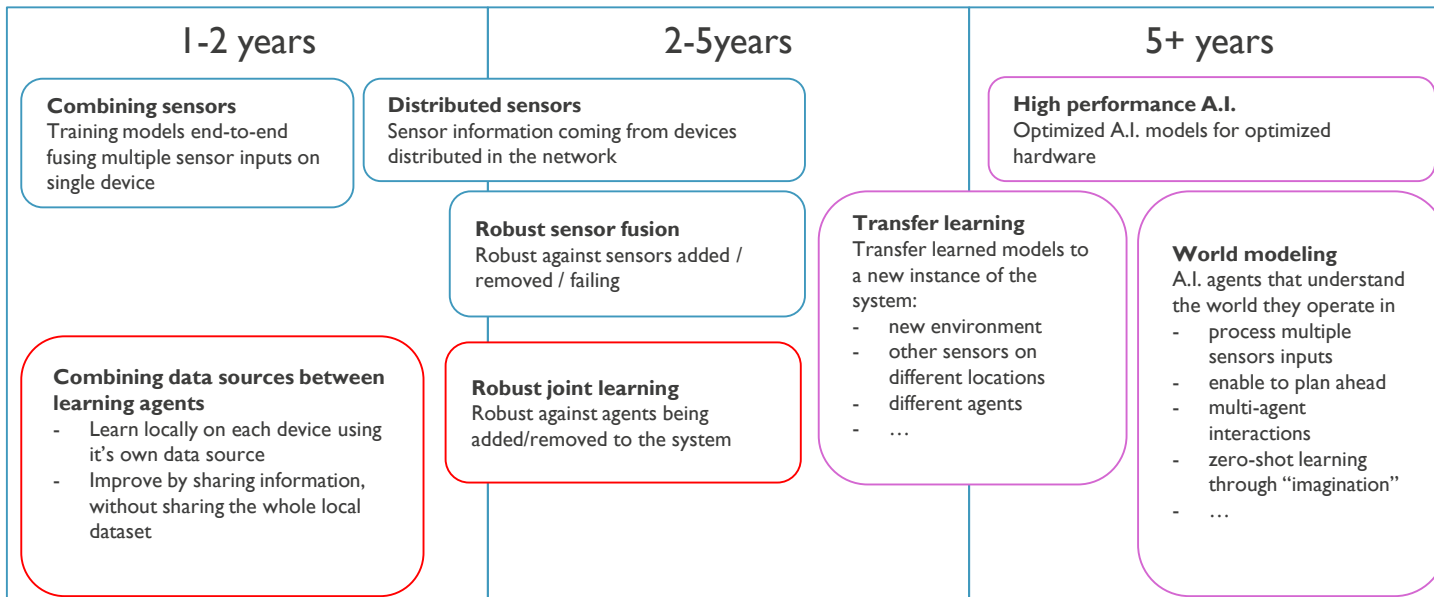 1-2 years
2-5years
5+ years
Combining sensors
Training models end-to-end
fusing multiple sensor inputs on
single device
Distributed sensors
Sensor information coming from devices
distributed in the network
High performance A.I.
Optimized A.I. models for optimized
hardware
Robust sensor fusion
Robust against sensors added /
removed / failing
Transfer learning
Transfer learned models to
a new instance of the
system:
- new environment
- other sensors on
different locations
- different agents
- …
World modeling
A.I. agents that understand
the world they operate in
- process multiple
sensors inputs
- enable to plan ahead
- multi-agent
interactions
- zero-shot learning
through “imagination”
- …
Combining data sources between
learning agents
- Learn locally on each device using
it’s own data source
- Improve by sharing information,
without sharing the whole local
dataset
Robust joint learning
Robust against agents being
added/removed to the system